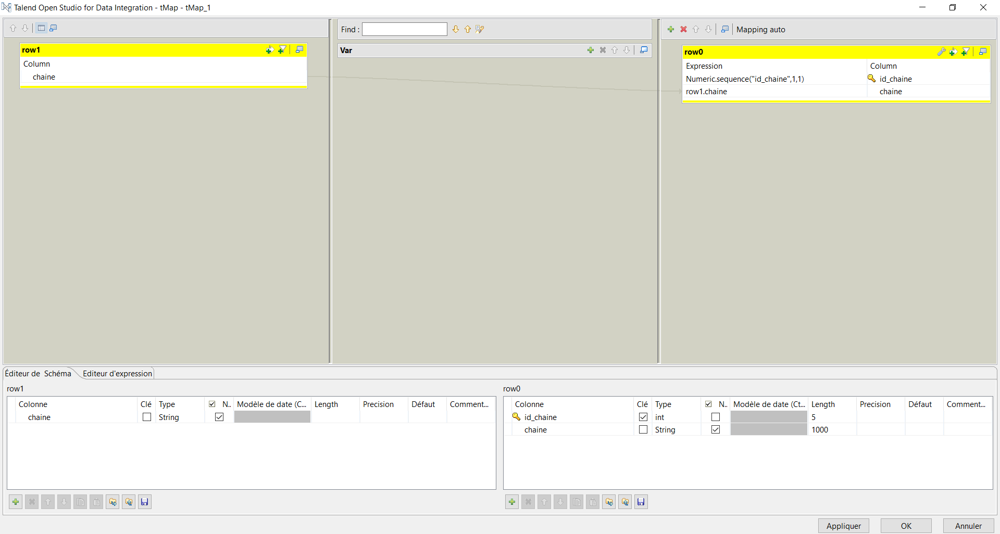 Talend Open Studio for Data Integration - tMap - tMap_1
Find :
Mapping auto
row1
Column
chaine
Var
row0
Expression Column
Numeric.sequence("id_chaine",1,1) id_chaine
row1.chaine chaine
Éditeur de Schéma Editeur d'expression
row1
Colonne Clé Type N.. Modèle de date (C... Length Precision Défaut Comment...
chaine String
row0
Colonne Clé Type N.. Modèle de date (Ct... Length Precision Défaut Comment...
id_chaine int 5
chaine String 1000
Appliquer OK Annuler